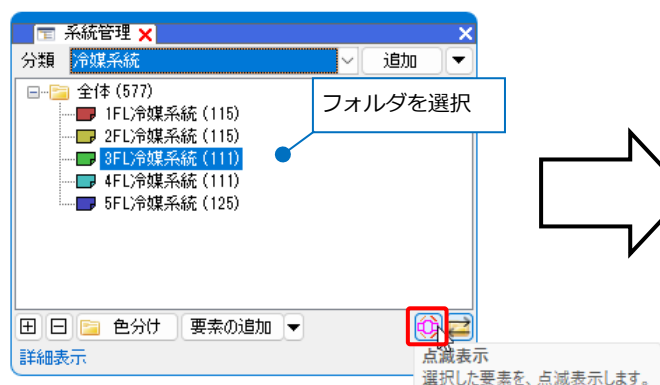 系統管理
分類 冷媒系統 追加
全体 (577)
1FL冷媒系統 (115)
2FL冷媒系統 (115)
3FL冷媒系統 (111)
4FL冷媒系統 (111)
5FL冷媒系統 (125)
フォルダを選択
色分け 要素の追加
詳細表示
点滅表示
選択した要素を、点滅表示します。